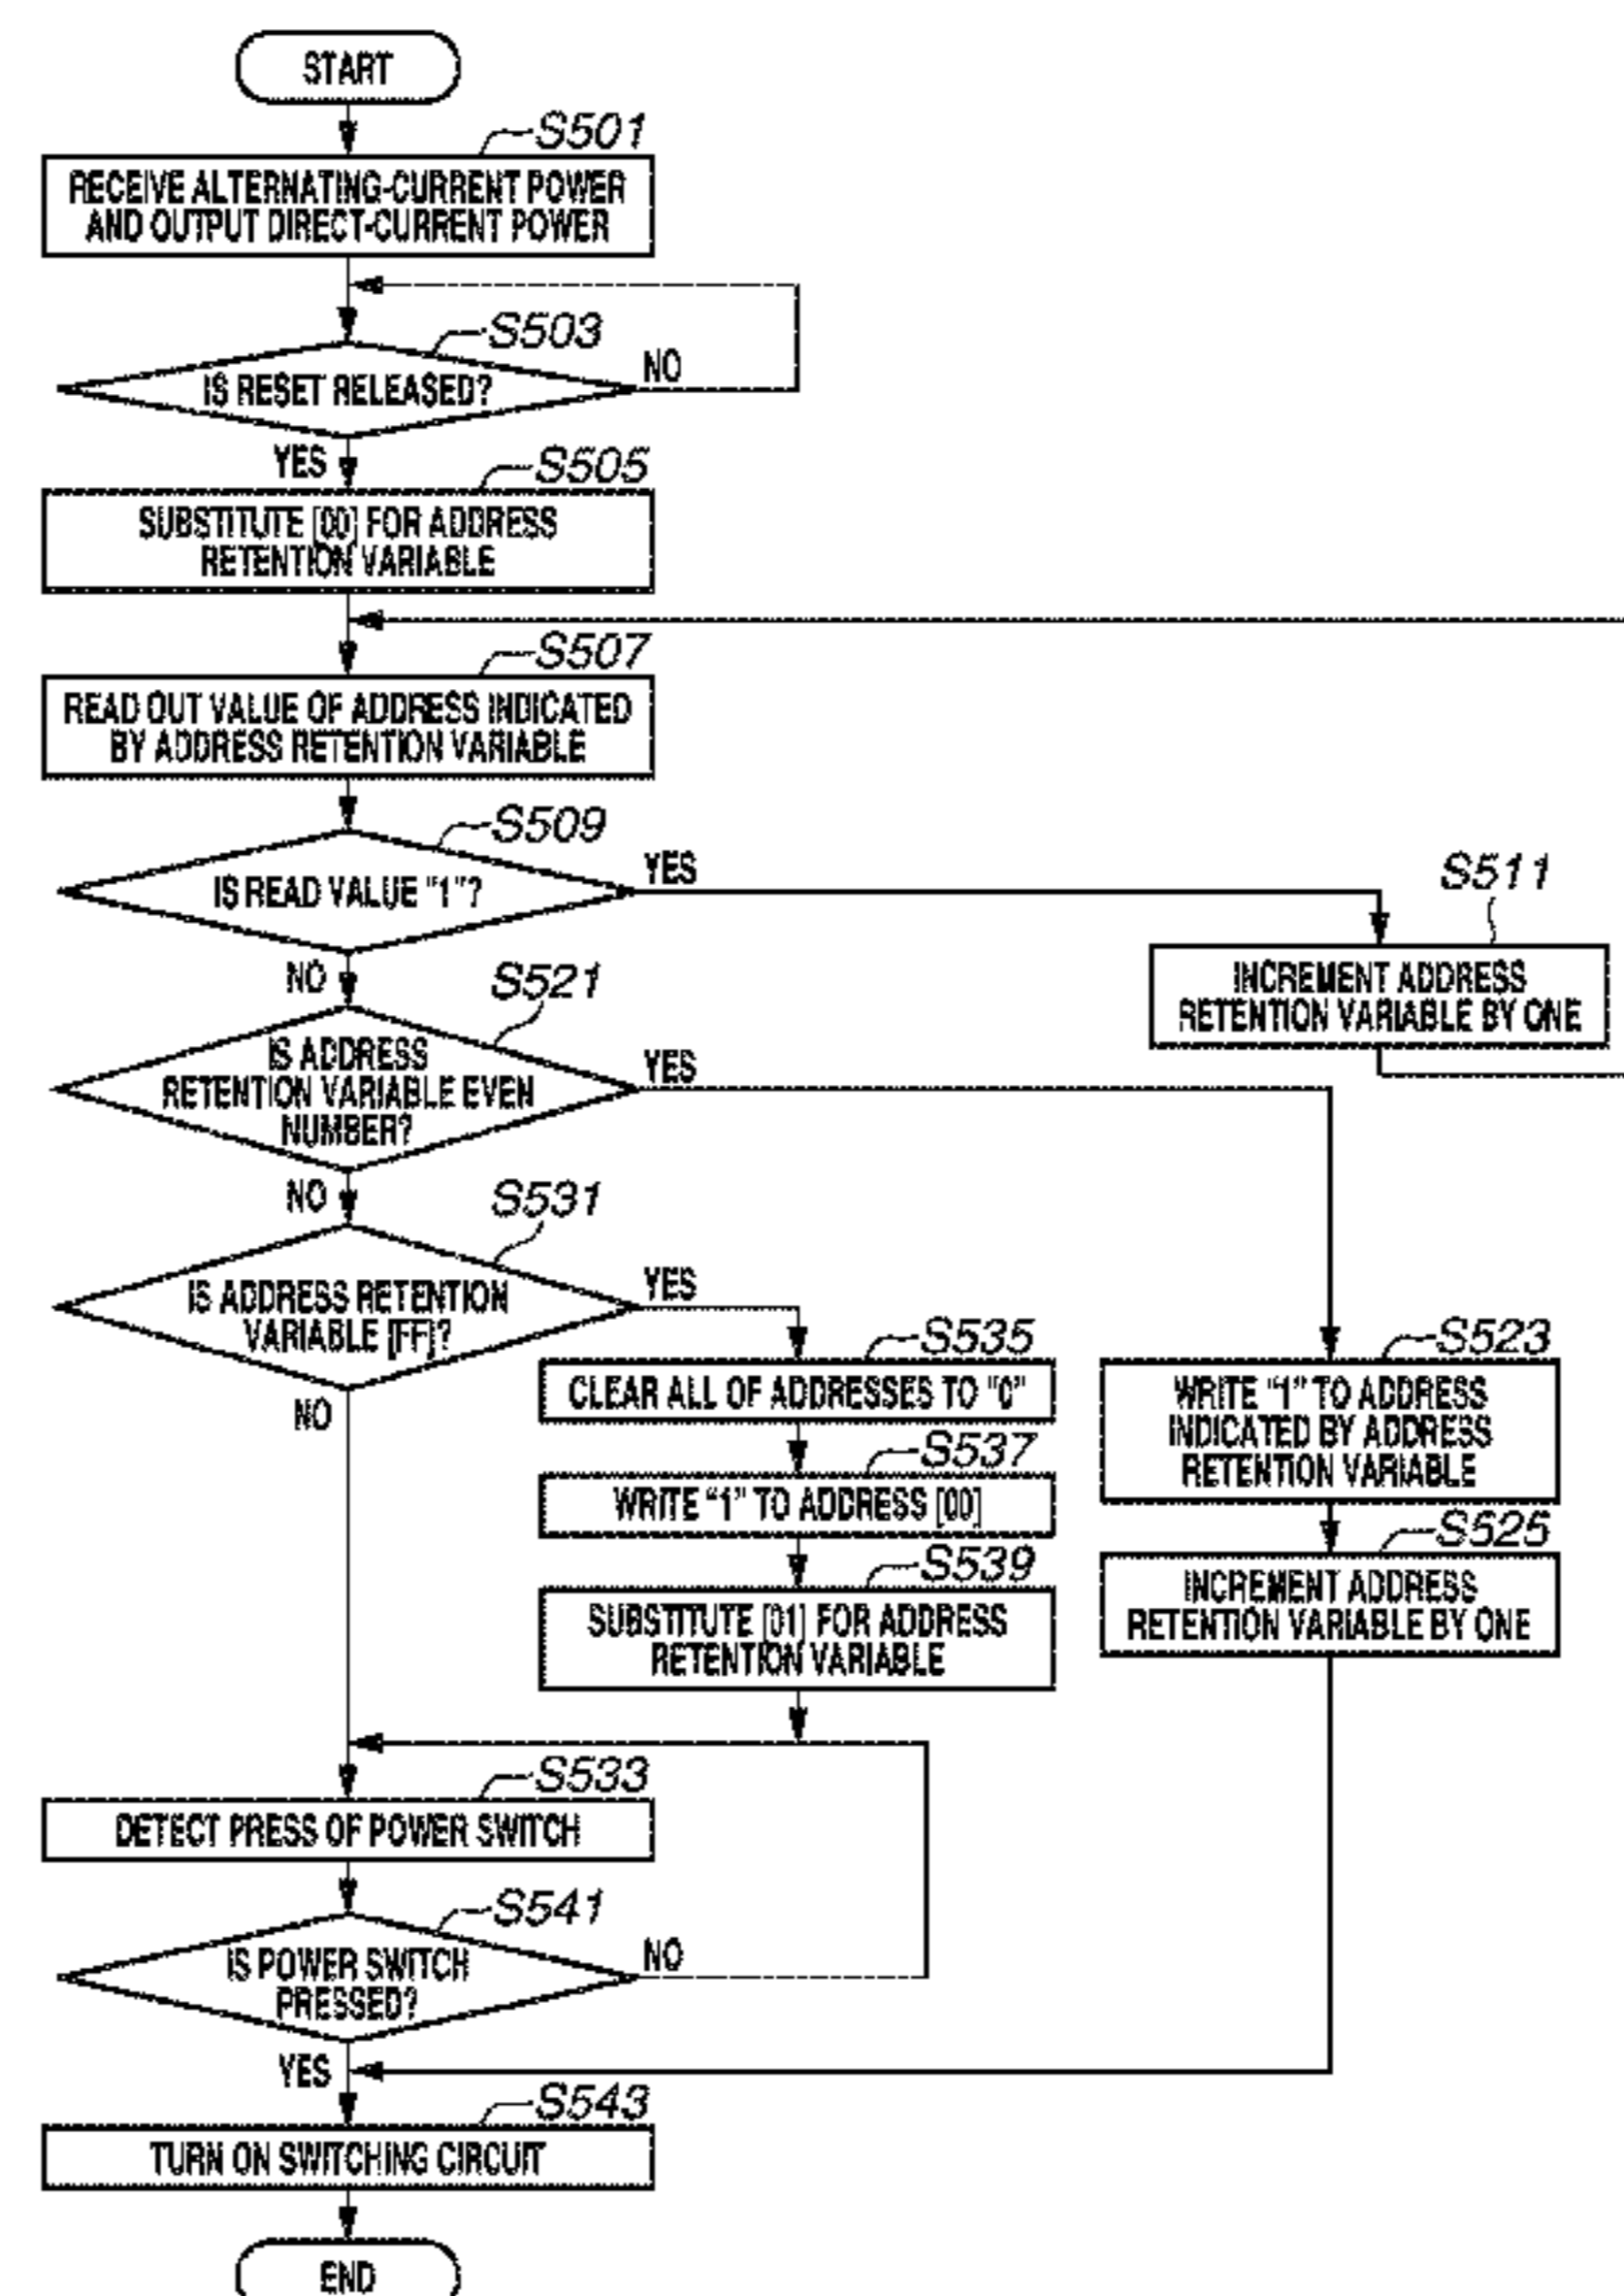 START
S501
RECEIVE ALTERNATING-CURRENT POWER
AND OUTPUT DIRECT-CURRENT POWER
S503
IS RESET RELEASED?
NO
YES
S505
SUBSTITUTE [00] FOR ADDRESS
RETENTION VARIABLE
S507
READ OUT VALUE OF ADDRESS INDICATED
BY ADDRESS RETENTION VARIABLE
S509
IS READ VALUE "1"?
YES
NO
S511
INCREMENT ADDRESS
RETENTION VARIABLE BY ONE
S521
IS ADDRESS
RETENTION VARIABLE EVEN
NUMBER?
YES
NO
S531
IS ADDRESS RETENTION
VARIABLE [FF]?
YES
NO
S535
CLEAR ALL OF ADDRESSES TO "0"
S537
WRITE "1" TO ADDRESS [00]
S539
SUBSTITUTE [01] FOR ADDRESS
RETENTION VARIABLE
S523
WRITE "1" TO ADDRESS
INDICATED BY ADDRESS
RETENTION VARIABLE
S525
INCREMENT ADDRESS
RETENTION VARIABLE BY ONE
S533
DETECT PRESS OF POWER SWITCH
S541
IS POWER SWITCH
PRESSED?
NO
YES
S543
TURN ON SWITCHING CIRCUIT
END